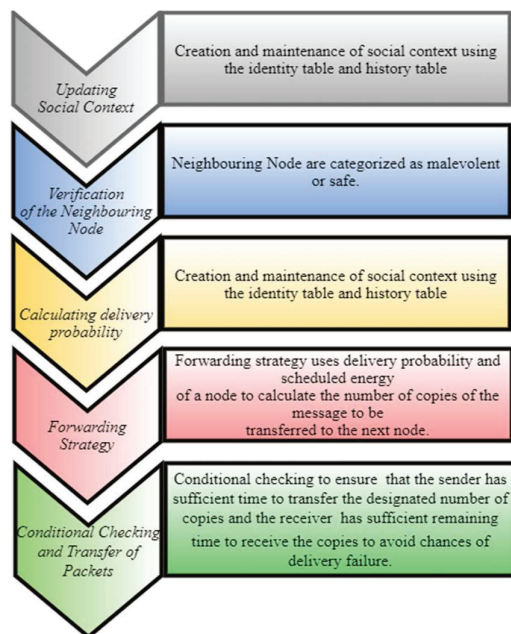 Updating
Social Context
Creation and maintenance of social context using
the identity table and history table
Verification
of the Neighbouring
Node
Neighbouring Node are categorized as malevolent
or safe.
Calculating delivery
probability
Creation and maintenance of social context using
the identity table and history table
Forwarding
Strategy
Forwarding strategy uses delivery probability and
scheduled energy
of a node to calculate the number of copies of the
message to be
transferred to the next node.
Conditional Checking
and Transfer of
Packets
Conditional checking to ensure that the sender has
sufficient time to transfer the designated number of
copies and the receiver has sufficient remaining
time to receive the copies to avoid chances of
delivery failure.